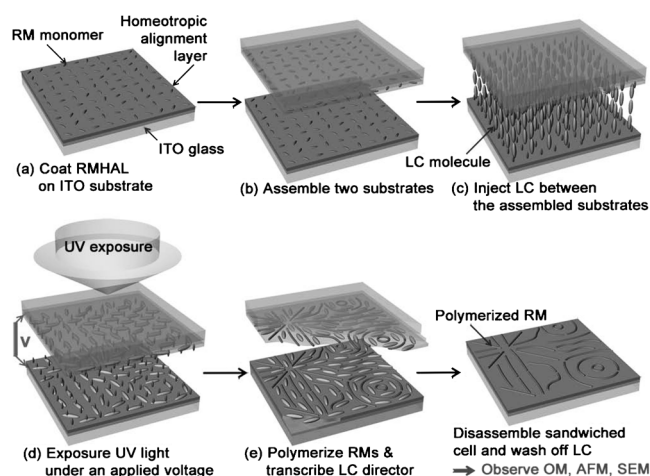 RM monomer
Homeotropic
alignment
layer
ITO glass
(a) Coat RMHAL
on ITO substrate
(b) Assemble two substrates
LC molecule
(c) Inject LC between
the assembled substrates
UV exposure
V
(d) Exposure UV light
under an applied voltage
(e) Polymerize RMs &
transcribe LC director
Polymerized RM
Disassemble sandwiched
cell and wash off LC
Observe OM, AFM, SEM